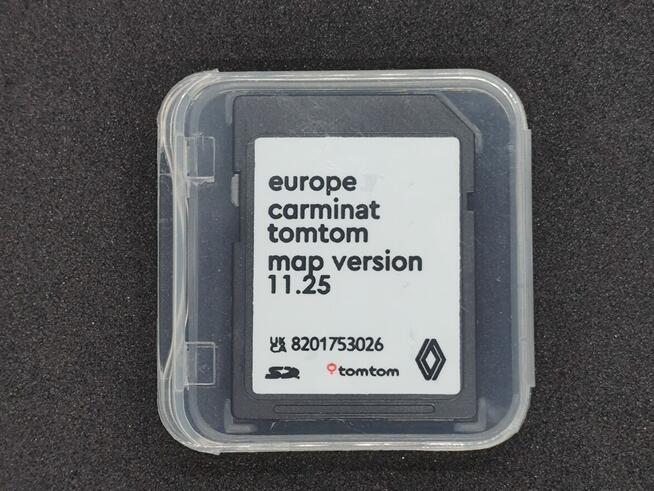 europe
carminat
tomtom
map version
11.25
UK CA 8201753026
SD tomtom